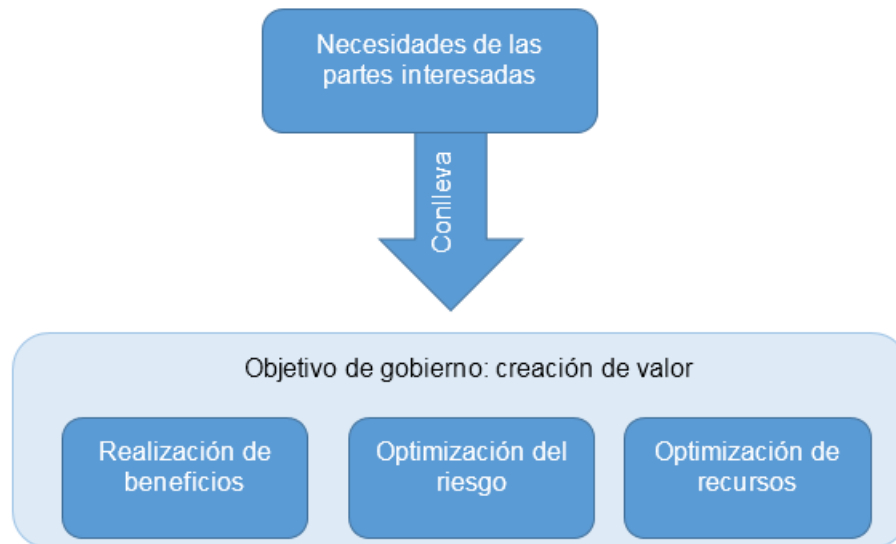 Necesidades de las
partes interesadas
Conlleva
Objetivo de gobierno: creación de valor
Realización de
beneficios
Optimización del
riesgo
Optimización de
recursos